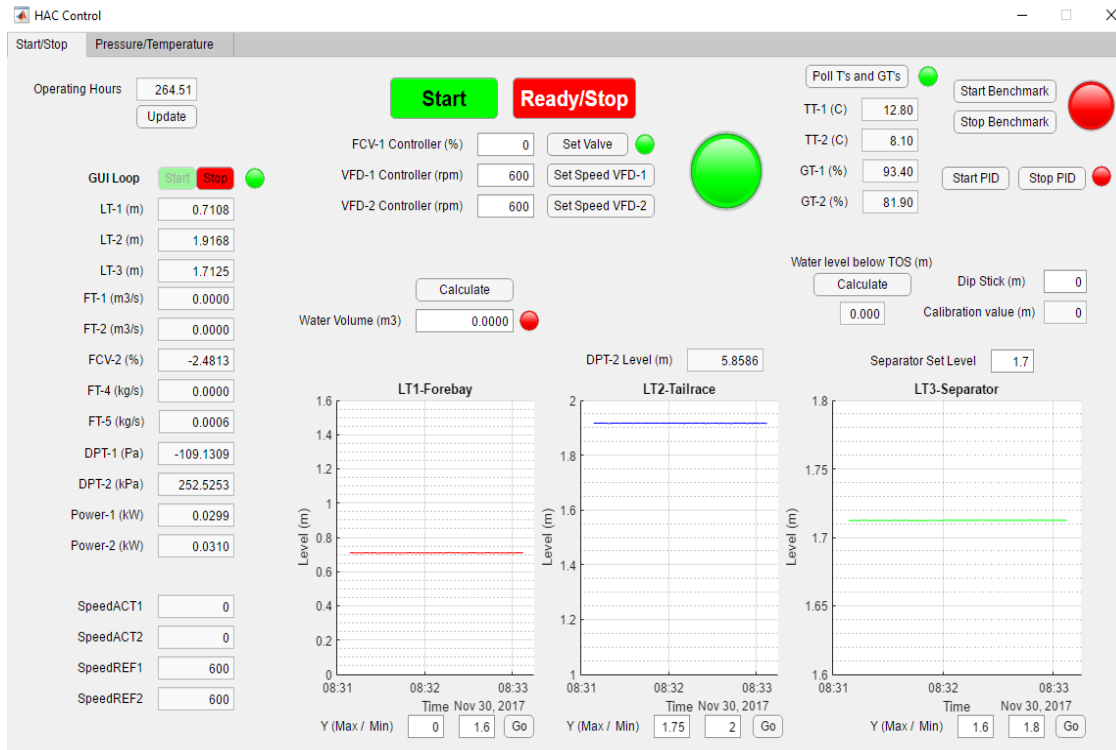 HAC Control
Start/Stop Pressure/Temperature
Operating Hours 264.51
Update
Start Ready/Stop
FCV-1 Controller (%) 0 Set Valve
VFD-1 Controller (rpm) 600 Set Speed VFD-1
VFD-2 Controller (rpm) 600 Set Speed VFD-2
Poll T's and GT's
TT-1 (C) 12.80
TT-2 (C) 8.10
GT-1 (%) 93.40
GT-2 (%) 81.90
Start Benchmark
Stop Benchmark
Start PID Stop PID
GUI Loop Start Stop
LT-1 (m) 0.7108
LT-2 (m) 1.9168
LT-3 (m) 1.7125
FT-1 (m3/s) 0.0000
FT-2 (m3/s) 0.0000
FCV-2 (%) -2.4813
FT-4 (kg/s) 0.0000
FT-5 (kg/s) 0.0006
DPT-1 (Pa) -109.1309
DPT-2 (kPa) 252.5253
Power-1 (kW) 0.0299
Power-2 (kW) 0.0310
SpeedACT1 0
SpeedACT2 0
SpeedREF1 600
SpeedREF2 600
Calculate
Water Volume (m3) 0.0000
Water level below TOS (m)
Calculate
0.000
Dip Stick (m) 0
Calibration value (m) 0
DPT-2 Level (m) 5.8586
Separator Set Level 1.7
LT1-Forebay
1.6
1.4
1.2
1
0.8
0.6
0.4
0.2
0
Level (m)
08:31 08:32 08:33
Time Nov 30, 2017
Y (Max / Min) 0 1.6 Go
LT2-Tailrace
2
1.8
1.6
1.4
1.2
1
Level (m)
08:31 08:32 08:33
Time Nov 30, 2017
Y (Max / Min) 1.75 2 Go
LT3-Separator
1.8
1.75
1.7
1.65
1.6
Level (m)
08:31 08:32 08:33
Time Nov 30, 2017
Y (Max / Min) 1.6 1.8 Go